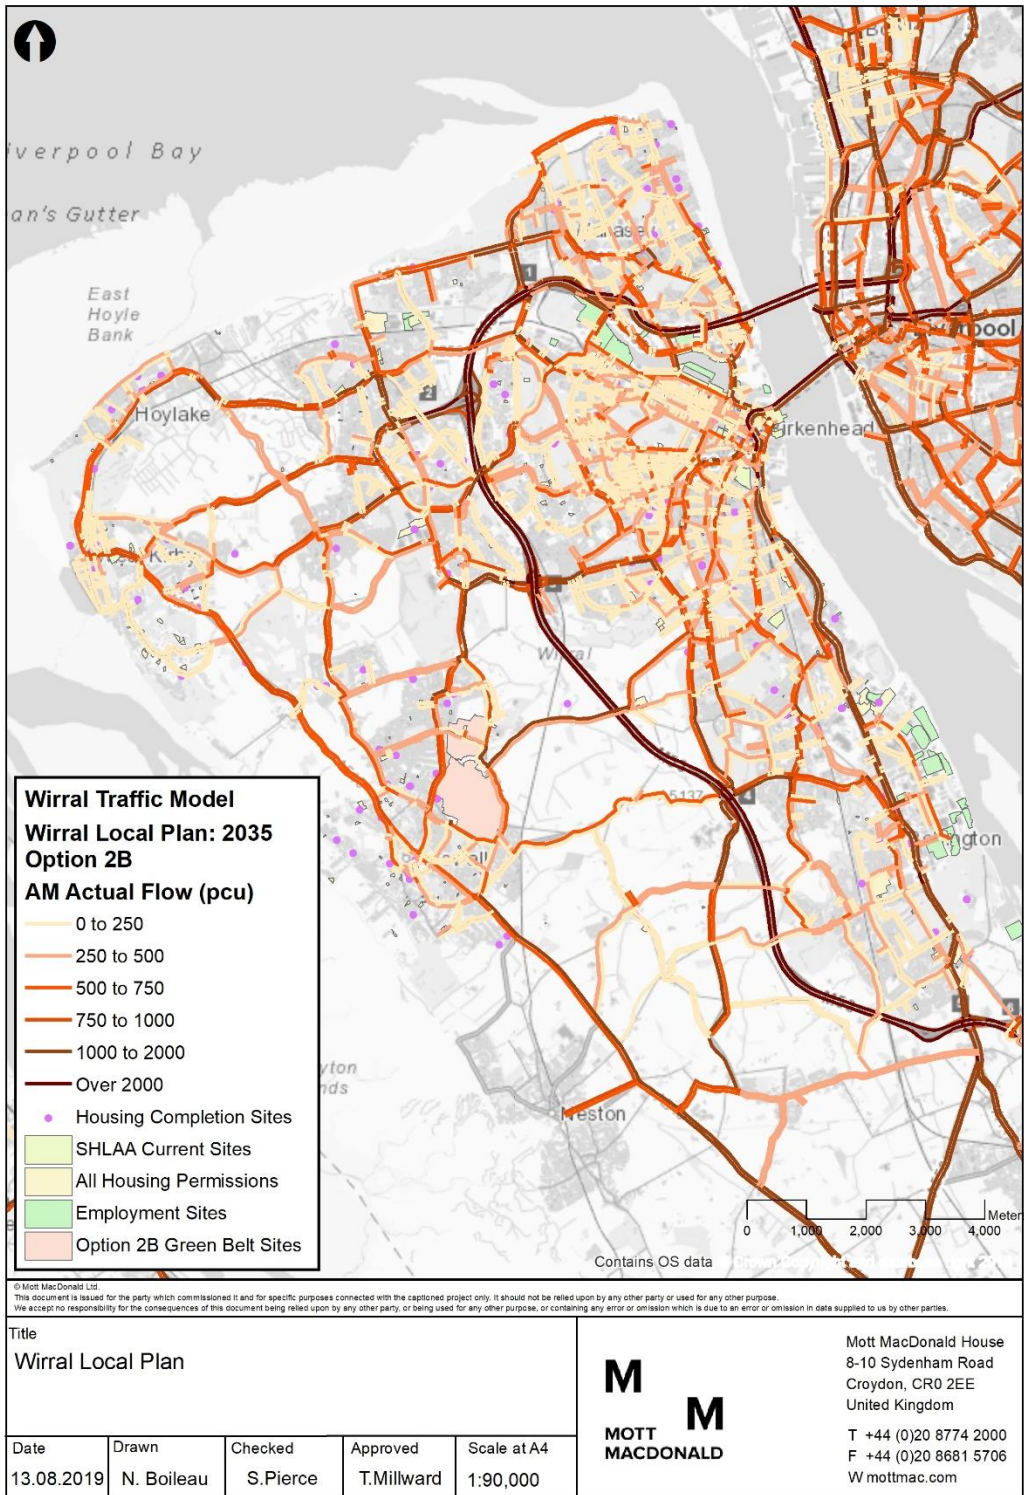 iverpool Bay
an's Gutter
East
Hoyle
Bank
Hoylake
1
2
irkenhead
Wirral
5137
4
Neston
Wirral Traffic Model
Wirral Local Plan: 2035
Option 2B
AM Actual Flow (pcu)
0 to 250
250 to 500
500 to 750
750 to 1000
1000 to 2000
Over 2000
Housing Completion Sites
SHLAA Current Sites
All Housing Permissions
Employment Sites
Option 2B Green Belt Sites
Meter
0 1,000 2,000 3,000 4,000
Contains OS data
© Mott MacDonald Ltd.
This document is issued for the party which commissioned it and for specific purposes connected with the captioned project only. It should not be relied upon by any other party or used for any other purpose.
We accept no responsibility for the consequences of this document being relied upon by any other party, or being used for any other purpose, or containing any error or omission which is due to an error or omission in data supplied to us by other parties.
Title
Wirral Local Plan
M
M
MOTT
MACDONALD
Mott MacDonald House
8-10 Sydenham Road
Croydon, CR0 2EE
United Kingdom
T +44 (0)20 8774 2000
F +44 (0)20 8681 5706
W mottmac.com
Date Drawn Checked Approved Scale at A4
13.08.2019 N. Boileau S.Pierce T.Millward 1:90,000